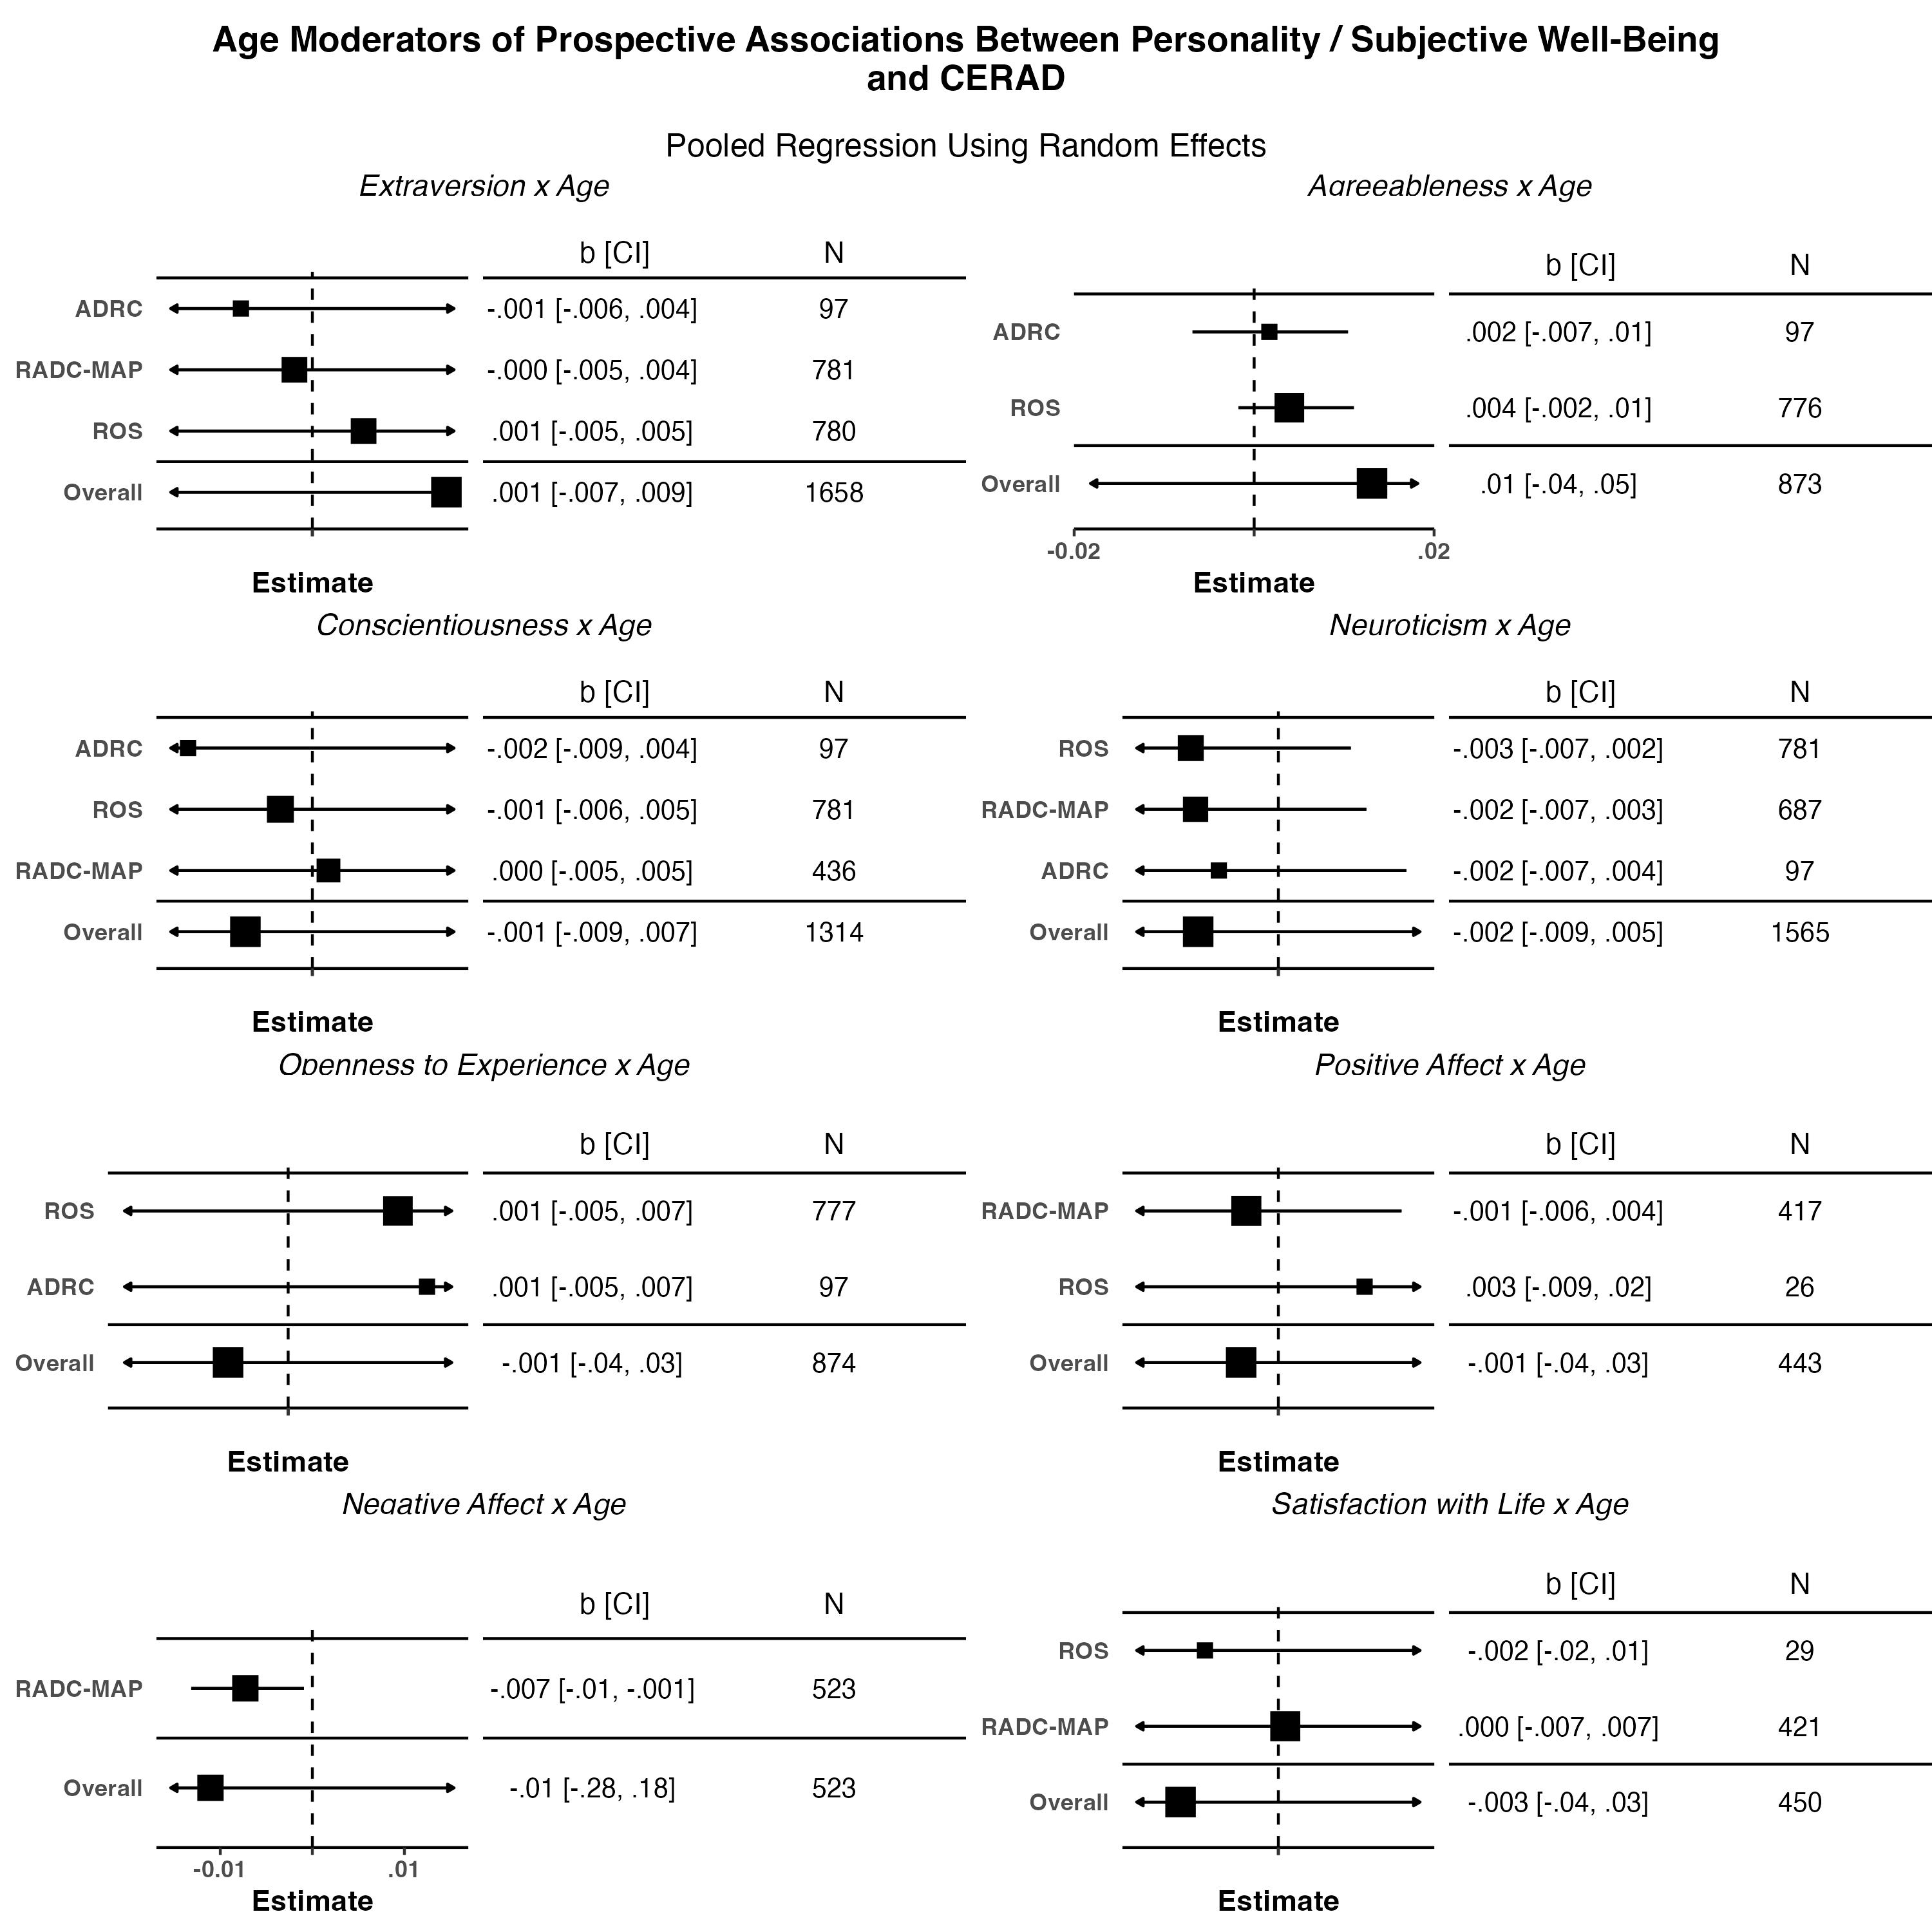 Age Moderators of Prospective Associations Between Personality / Subjective Well-Being
and CERAD
Pooled Regression Using Random Effects
Extraversion x Age
b [CI] N
ADRC -.001 [-.006, .004] 97
RADC-MAP -.000 [-.005, .004] 781
ROS .001 [-.005, .005] 780
Overall .001 [-.007, .009] 1658
Estimate
Agreeableness x Age
b [CI] N
ADRC .002 [-.007, .01] 97
ROS .004 [-.002, .01] 776
Overall .01 [-.04, .05] 873
-0.02 .02
Estimate
Conscientiousness x Age
b [CI] N
ADRC -.002 [-.009, .004] 97
ROS -.001 [-.006, .005] 781
RADC-MAP .000 [-.005, .005] 436
Overall -.001 [-.009, .007] 1314
Estimate
Neuroticism x Age
b [CI] N
ROS -.003 [-.007, .002] 781
RADC-MAP -.002 [-.007, .003] 687
ADRC -.002 [-.007, .004] 97
Overall -.002 [-.009, .005] 1565
Estimate
Openness to Experience x Age
b [CI] N
ROS .001 [-.005, .007] 777
ADRC .001 [-.005, .007] 97
Overall -.001 [-.04, .03] 874
Estimate
Positive Affect x Age
b [CI] N
RADC-MAP -.001 [-.006, .004] 417
ROS .003 [-.009, .02] 26
Overall -.001 [-.04, .03] 443
Estimate
Negative Affect x Age
b [CI] N
RADC-MAP -.007 [-.01, -.001] 523
Overall -.01 [-.28, .18] 523
-0.01 .01
Estimate
Satisfaction with Life x Age
b [CI] N
ROS -.002 [-.02, .01] 29
RADC-MAP .000 [-.007, .007] 421
Overall -.003 [-.04, .03] 450
Estimate